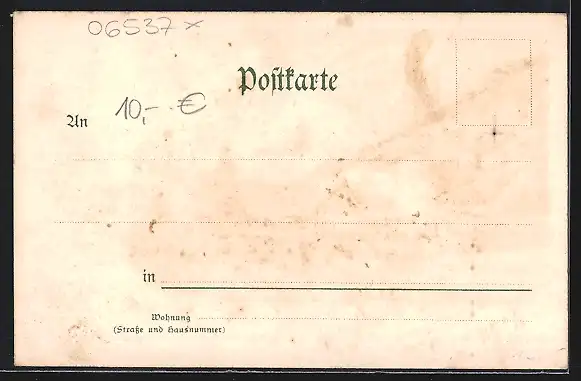 06537 x
Postkarte
An
10,- €
in
Wohnung
(Straße und Hausnummer)